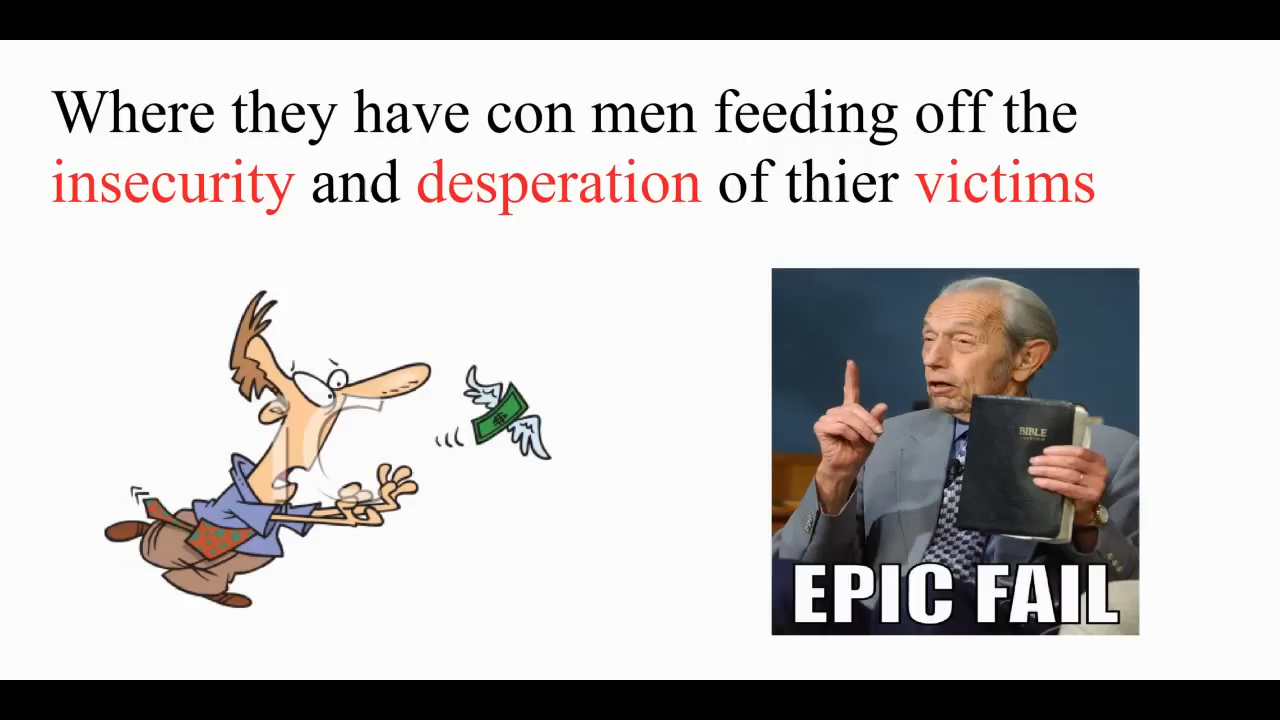 Where they have con men feeding off the
insecurity and desperation of thier victims
$
BIBLE
EPIC FAIL